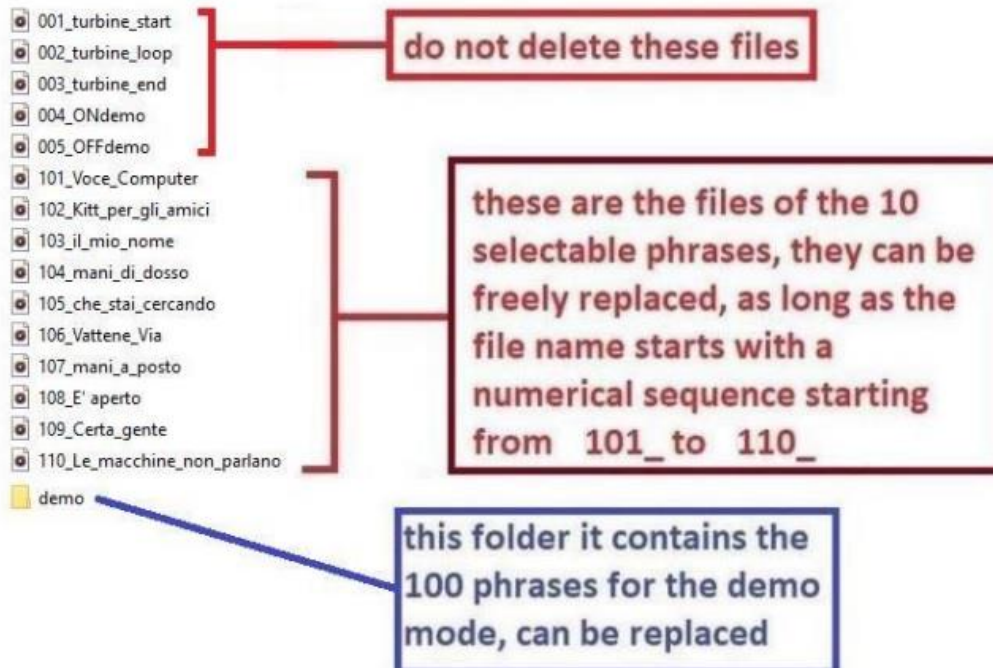 001_turbine_start
002_turbine_loop
003_turbine_end
004_ONdemo
005_OFFdemo
101_Voce_Computer
102_Kitt_per_gli_amici
103_il_mio_nome
104_mani_di_dosso
105_che_stai_cercando
106_Vattene_Via
107_mani_a_posto
108_E' aperto
109_Certa_gente
110_Le_macchine_non_parlano
demo
do not delete these files
these are the files of the 10
selectable phrases, they can be
freely replaced, as long as the
file name starts with a
numerical sequence starting
from 101_ to 110_
this folder it contains the
100 phrases for the demo
mode, can be replaced